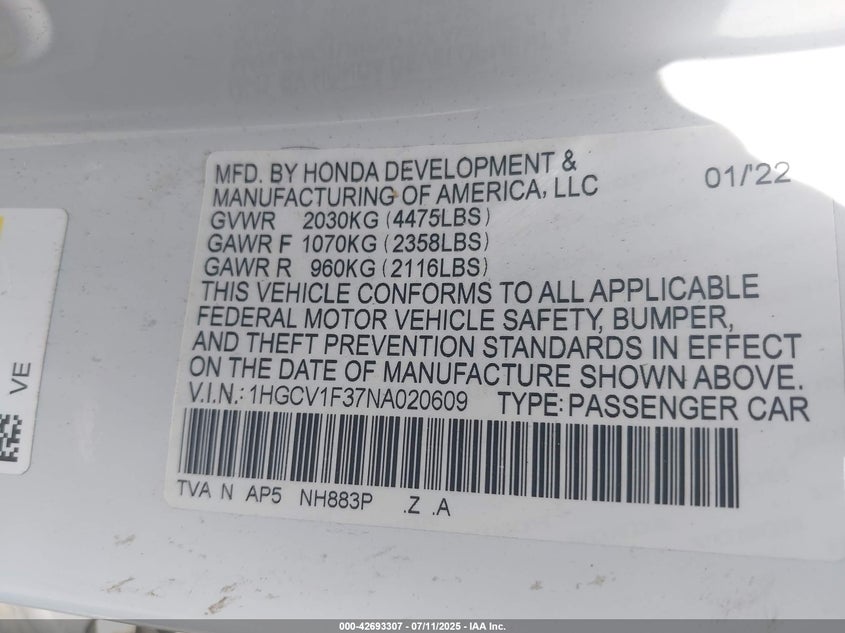 MFD. BY HONDA DEVELOPMENT &
MANUFACTURING OF AMERICA, LLC 01/'22
GVWR 2030KG (4475LBS)
GAWR F 1070KG (2358LBS)
GAWR R 960KG (2116LBS)
THIS VEHICLE CONFORMS TO ALL APPLICABLE
FEDERAL MOTOR VEHICLE SAFETY, BUMPER,
AND THEFT PREVENTION STANDARDS IN EFFECT
ON THE DATE OF MANUFACTURE SHOWN ABOVE.
V.I.N.: 1HGCV1F37NA020609 TYPE: PASSENGER CAR
TVA N AP5 NH883P .Z .A
VE
000-42693307 - 07/11/2025 - IAA Inc.